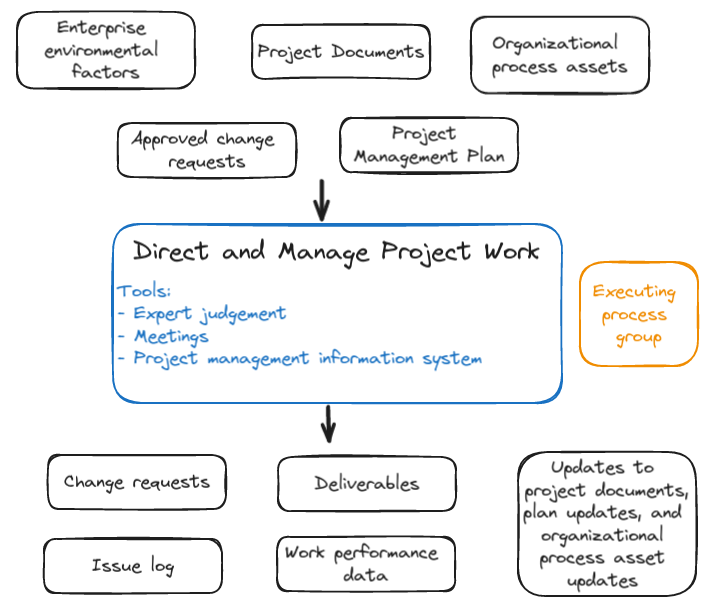 Enterprise
environmental
factors
Project Documents
Organizational
process assets
Approved change
requests
Project
Management Plan
Direct and Manage Project Work
Tools:
- Expert judgement
- Meetings
- Project management information system
Executing
process
group
Change requests
Deliverables
Updates to
project documents,
plan updates, and
organizational
process asset
updates
Issue log
Work performance
data